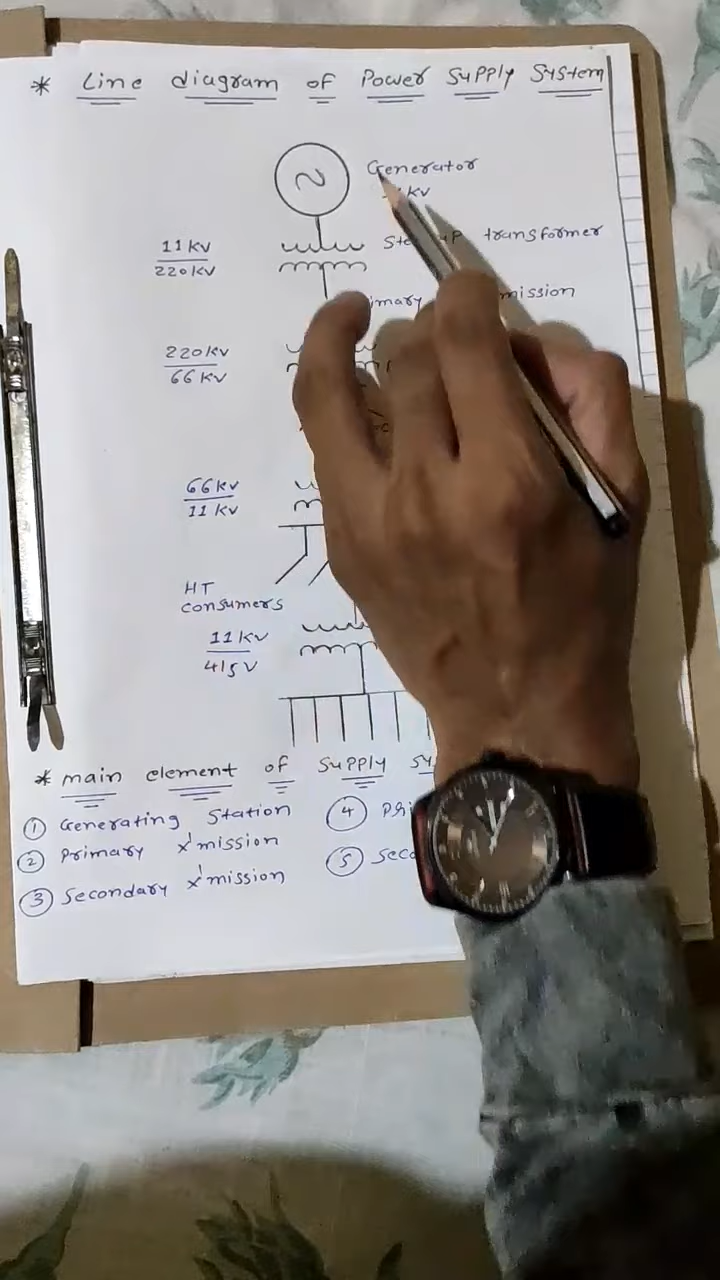 * Line diagram of Power Supply System
Generator
kv
11 kv
220 kv
transformer
220 kv
66 kv
66 kv
11 kv
HT
consumers
11 kv
415 v
* main element of supply
① Generating Station
② Primary x'mission
③ Secondary x'mission
④
⑤